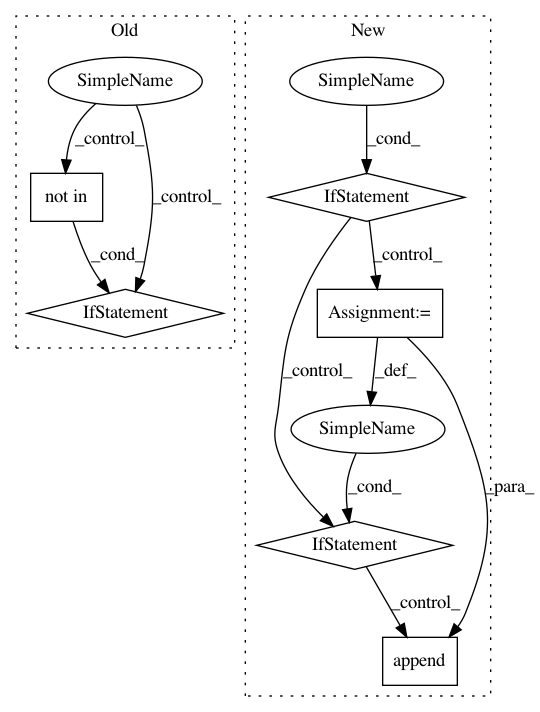 Old
New
SimpleName
SimpleName
_control_
_cond_
not in
_control_
IfStatement
_cond_
_control_
IfStatement
Assignment:=
_control_
_def_
SimpleName
_cond_
_para_
IfStatement
_control_
append